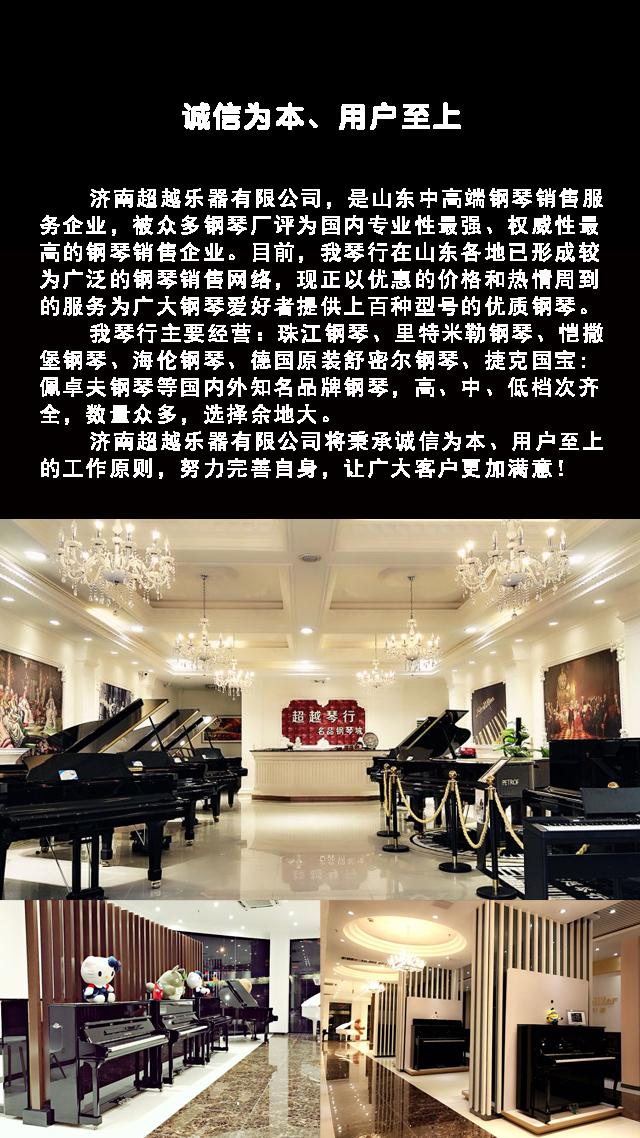 诚信为本、用户至上
济南超越乐器有限公司，是山东中高端钢琴销售服
务企业，被众多钢琴厂评为国内专业性最强、权威性最
高的钢琴销售企业。目前，我琴行在山东各地已形成较
为广泛的钢琴销售网络，现正以优惠的价格和热情周到
的服务为广大钢琴爱好者提供上百种型号的优质钢琴。
我琴行主要经营：珠江钢琴、里特米勒钢琴、恺撒
堡钢琴、海伦钢琴、德国原装舒密尔钢琴、捷克国宝：
佩卓夫钢琴等国内外知名品牌钢琴，高、中、低档次齐
全，数量众多，选择余地大。
济南超越乐器有限公司将秉承诚信为本、用户至上
的工作原则，努力完善自身，让广大客户更加满意！
超越琴行
名品钢琴城
PETROF